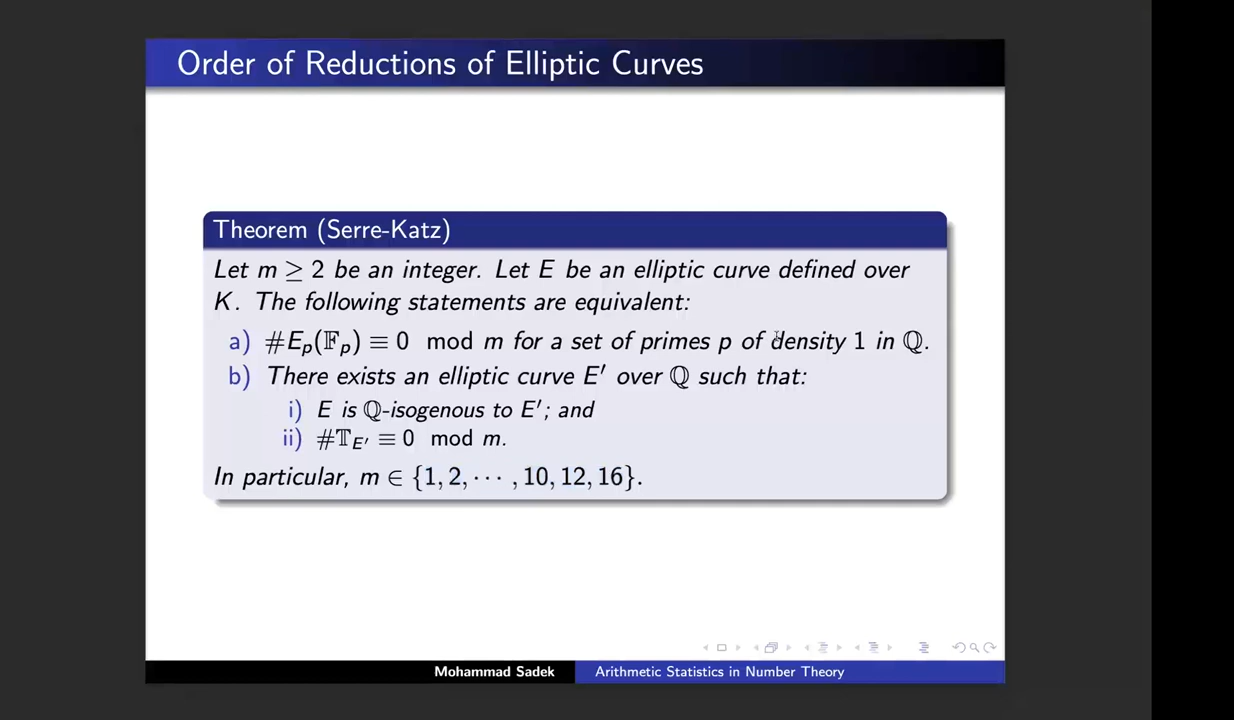 Order of Reductions of Elliptic Curves
Theorem (Serre-Katz)
Let m ≥ 2 be an integer. Let E be an elliptic curve defined over
K. The following statements are equivalent:
a) #E_p(𝔽_p) ≡ 0 mod m for a set of primes p of density 1 in ℚ.
b) There exists an elliptic curve E′ over ℚ such that:
i) E is ℚ-isogenous to E′; and
ii) #𝕋_{E′} ≡ 0 mod m.
In particular, m ∈ {1, 2, ⋯ , 10, 12, 16}.
Mohammad Sadek
Arithmetic Statistics in Number Theory